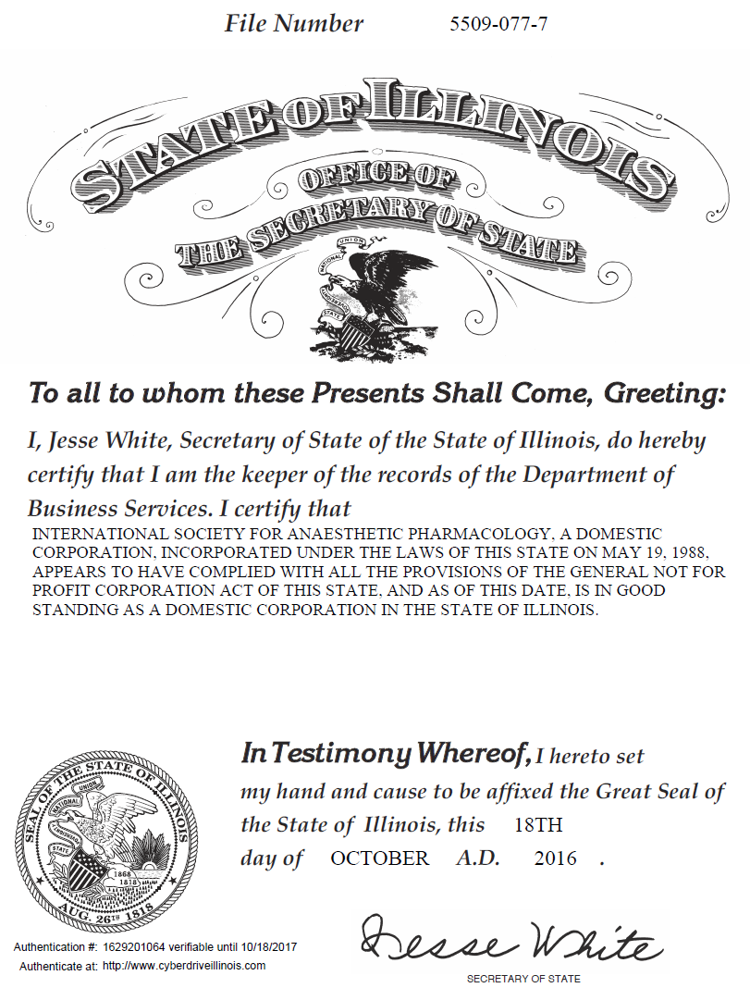 File Number 5509-077-7
STATE OF ILLINOIS
OFFICE OF
THE SECRETARY OF STATE
UNION
NATIONAL
SOVEREIGNTY
STATE
To all to whom these Presents Shall Come, Greeting:
I, Jesse White, Secretary of State of the State of Illinois, do hereby
certify that I am the keeper of the records of the Department of
Business Services. I certify that
INTERNATIONAL SOCIETY FOR ANAESTHETIC PHARMACOLOGY, A DOMESTIC
CORPORATION, INCORPORATED UNDER THE LAWS OF THIS STATE ON MAY 19, 1988,
APPEARS TO HAVE COMPLIED WITH ALL THE PROVISIONS OF THE GENERAL NOT FOR
PROFIT CORPORATION ACT OF THIS STATE, AND AS OF THIS DATE, IS IN GOOD
STANDING AS A DOMESTIC CORPORATION IN THE STATE OF ILLINOIS.
In Testimony Whereof, I hereto set
my hand and cause to be affixed the Great Seal of
the State of Illinois, this 18TH
day of OCTOBER A.D. 2016 .
SEAL OF THE STATE OF ILLINOIS
UNION
NATIONAL
SOVEREIGNTY
STATE
1868
1818
AUG. 26TH 1818
Authentication #: 1629201064 verifiable until 10/18/2017
Authenticate at: http://www.cyberdriveillinois.com
Jesse White
SECRETARY OF STATE